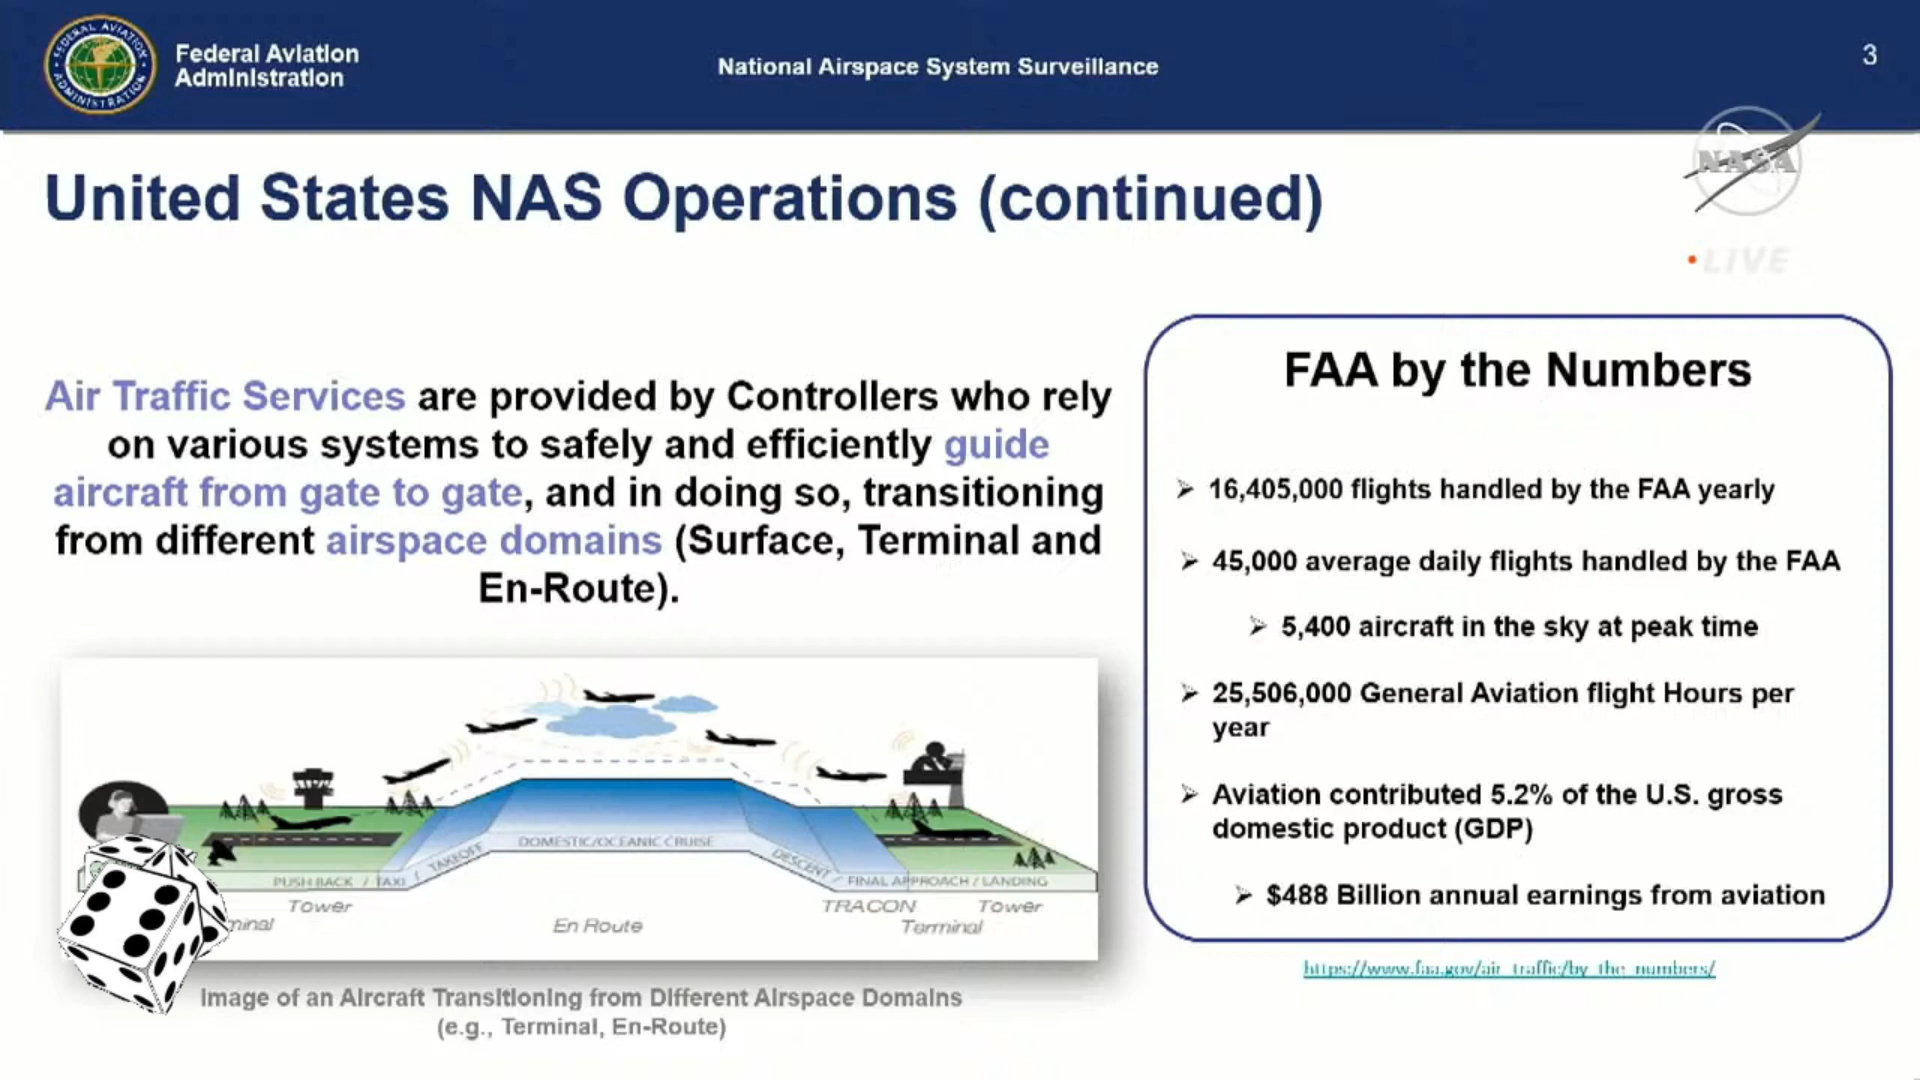 Federal Aviation
Administration
National Airspace System Surveillance
3
NASA
LIVE
United States NAS Operations (continued)
Air Traffic Services are provided by Controllers who rely
on various systems to safely and efficiently guide
aircraft from gate to gate, and in doing so, transitioning
from different airspace domains (Surface, Terminal and
En-Route).
DOMESTIC/OCEANIC CRUISE
PUSH BACK / TAXI / TAKEOFF
DESCENT / FINAL APPROACH / LANDING
Tower
En Route
TRACON
Terminal
Tower
Image of an Aircraft Transitioning from Different Airspace Domains
(e.g., Terminal, En-Route)
FAA by the Numbers
16,405,000 flights handled by the FAA yearly
45,000 average daily flights handled by the FAA
5,400 aircraft in the sky at peak time
25,506,000 General Aviation flight Hours per
year
Aviation contributed 5.2% of the U.S. gross
domestic product (GDP)
$488 Billion annual earnings from aviation
https://www.faa.gov/air_traffic/by_the_numbers/